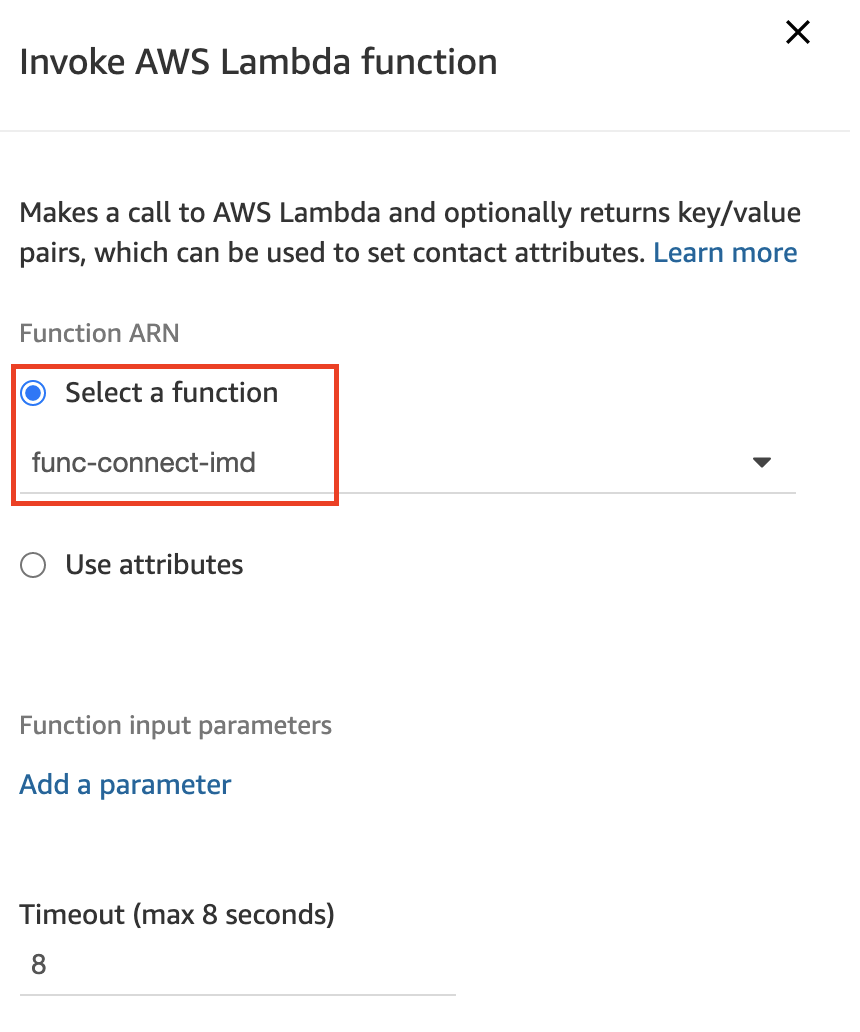 Invoke AWS Lambda function
Makes a call to AWS Lambda and optionally returns key/value
pairs, which can be used to set contact attributes. Learn more
Function ARN
Select a function
func-connect-imd
Use attributes
Function input parameters
Add a parameter
Timeout (max 8 seconds)
8